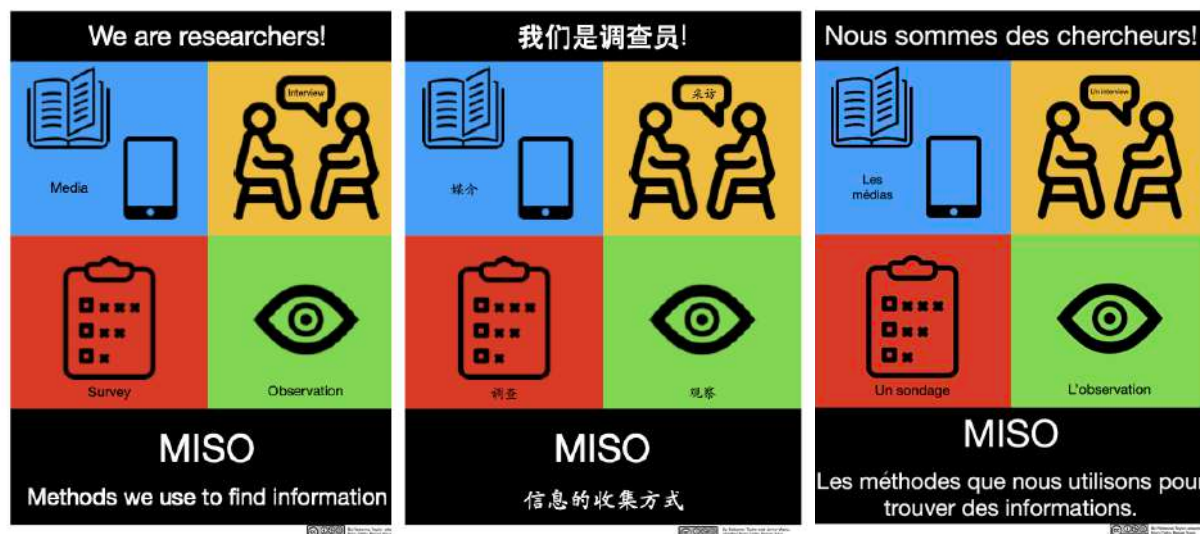 We are researchers!
Interview
Media
Survey
Observation
MISO
Methods we use to find information
我们是调查员!
采访
媒介
调查
观察
MISO
信息的收集方式
Nous sommes des chercheurs!
Un interview
Les
médias
Un sondage
L'observation
MISO
Les méthodes que nous utilisons pour
trouver des informations.